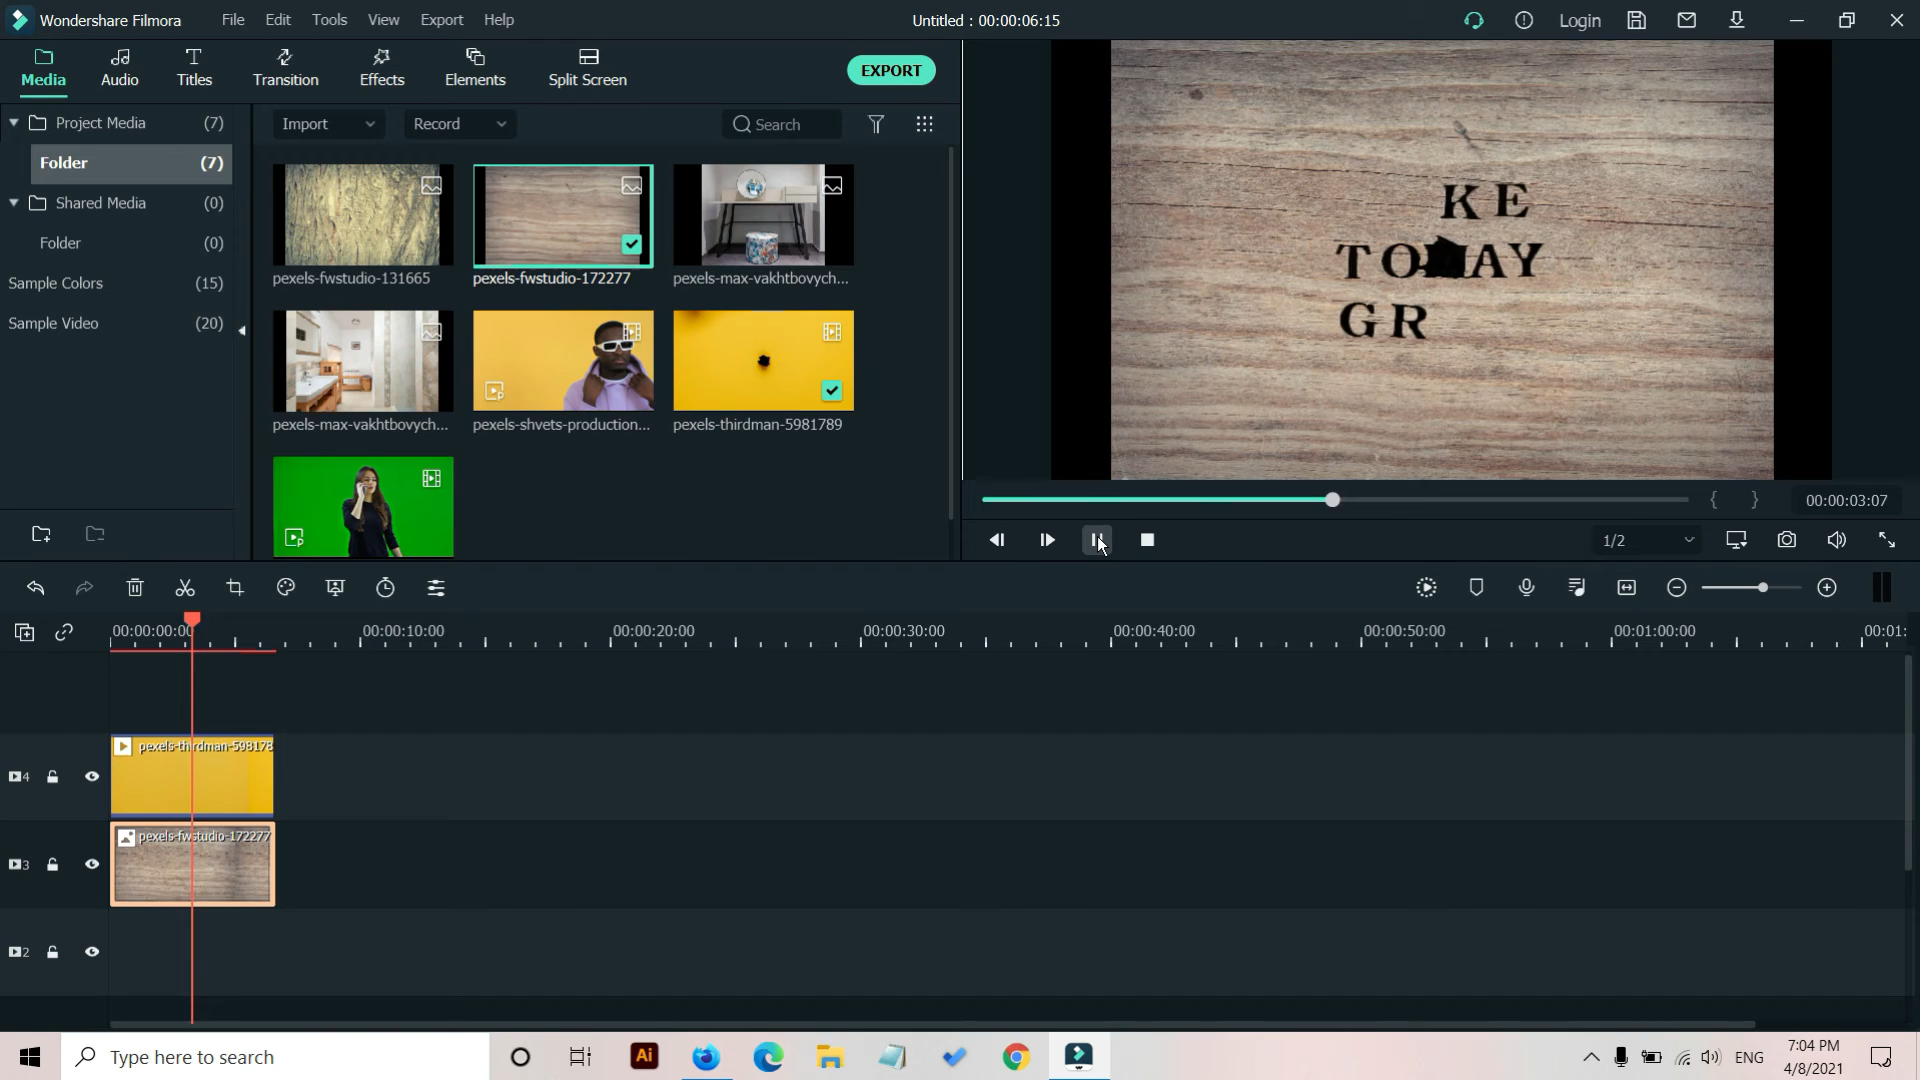 Wondershare Filmora
File Edit Tools View Export Help
Untitled : 00:00:06:15
Login
Media Audio Titles Transition Effects Elements Split Screen
EXPORT
Project Media (7)
Folder (7)
Shared Media (0)
Folder (0)
Sample Colors (15)
Sample Video (20)
Import Record Search
pexels-fwstudio-131665 pexels-fwstudio-172277 pexels-max-vakhtbovych...
pexels-max-vakhtbovych... pexels-shvets-production... pexels-thirdman-5981789
K E
TO AY
GR
00:00:03:07
1/2
00:00:00 00:00:10:00 00:00:20:00 00:00:30:00 00:00:40:00 00:00:50:00 00:01:00:00 00:01:
4 pexels-thirdman-598178
3 pexels-fwstudio-172277
2
Type here to search
Ai
ENG
7:04 PM
4/8/2021